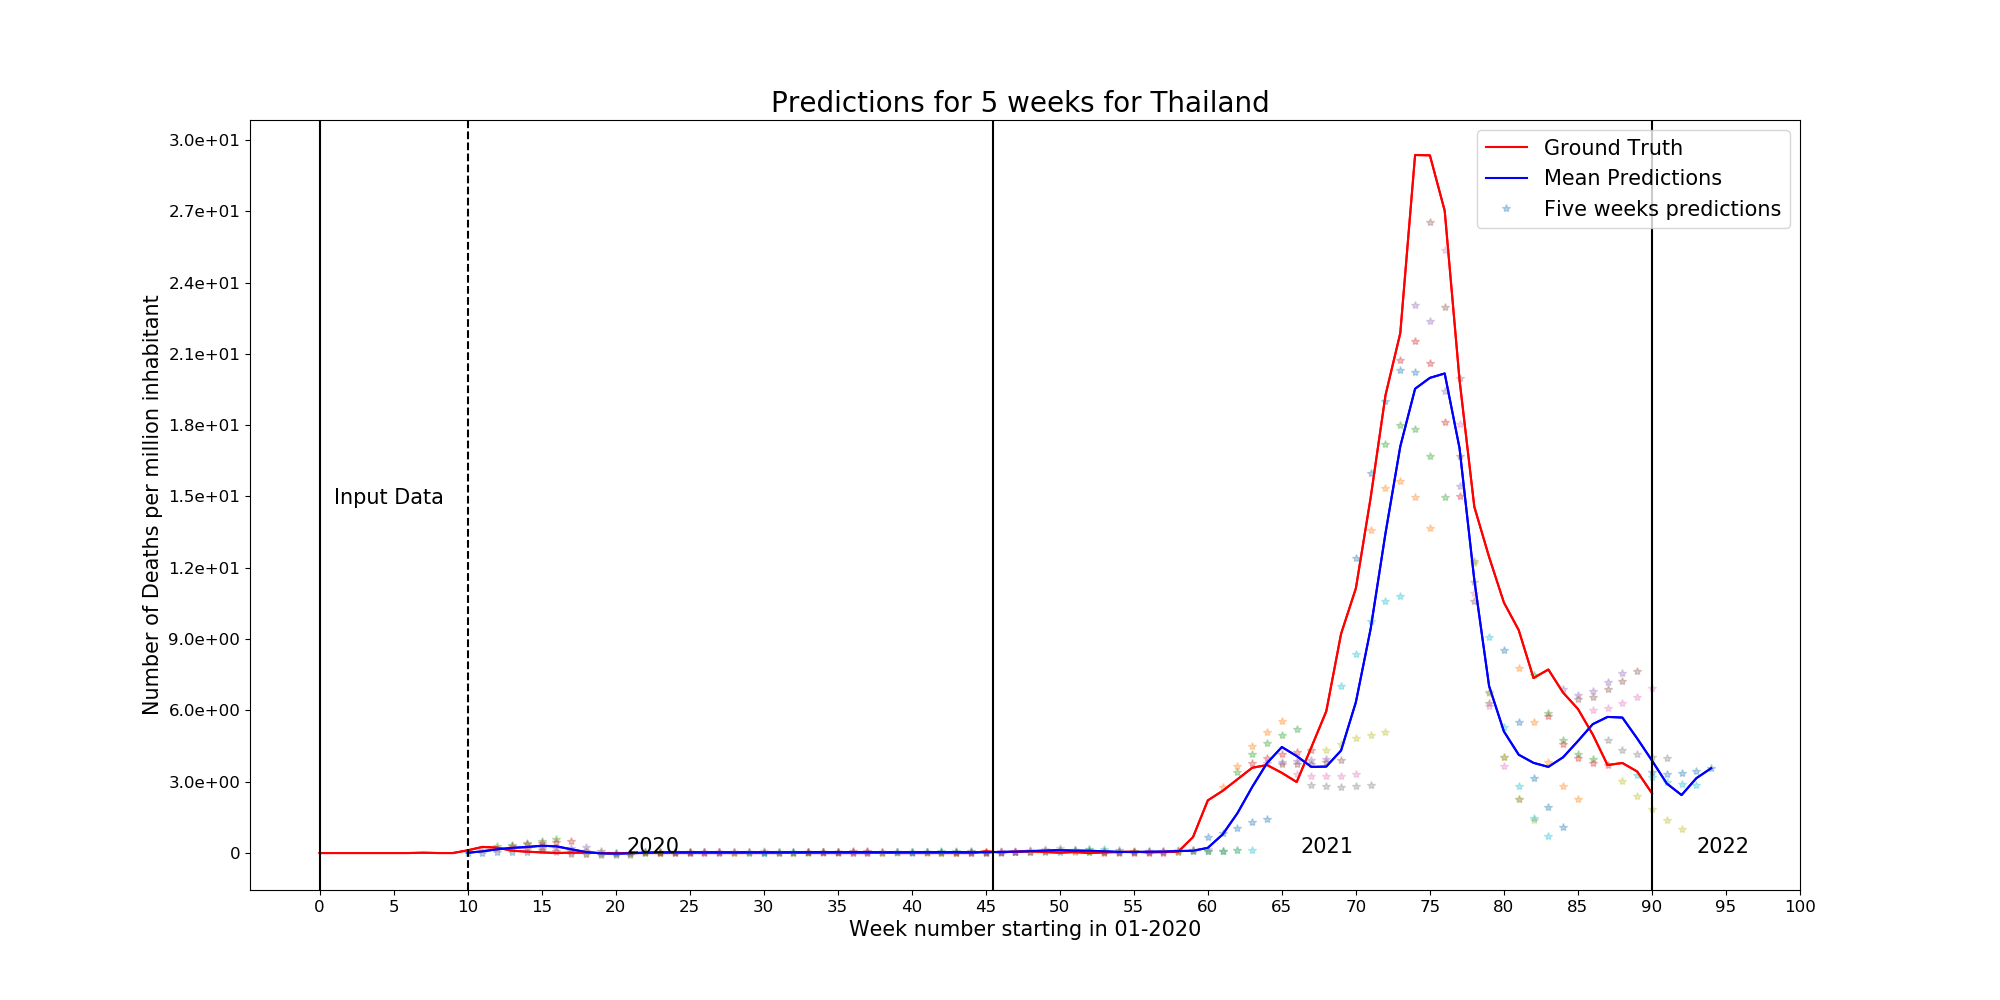 Predictions for 5 weeks for Thailand
Number of Deaths per million inhabitant
3.0e+01
2.7e+01
2.4e+01
2.1e+01
1.8e+01
1.5e+01
1.2e+01
9.0e+00
6.0e+00
3.0e+00
0
Ground Truth
Mean Predictions
Five weeks predictions
Input Data
2020 2021 2022
0 5 10 15 20 25 30 35 40 45 50 55 60 65 70 75 80 85 90 95 100
Week number starting in 01-2020